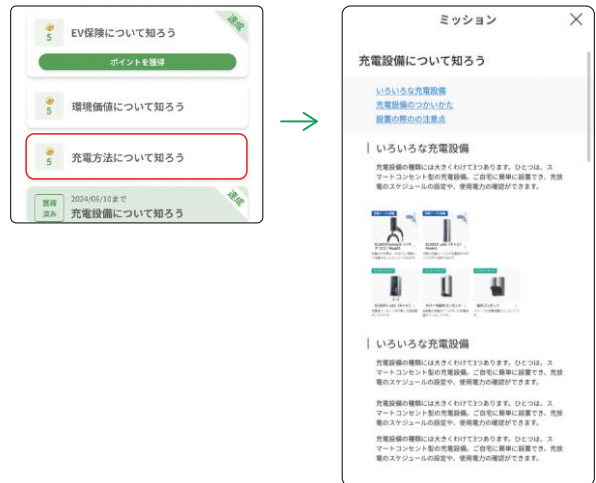 達成
5
EV保険について知ろう
ポイントを獲得
5
環境価値について知ろう
5
充電方法について知ろう
達成
獲得
済み
2024/06/10まで
充電設備について知ろう
ミッション
充電設備について知ろう
いろいろな充電設備
充電設備のつかいかた
設置の際のの注意点
いろいろな充電設備
充電設備の種類には大きくわけて3つあります。ひとつは、ス
マートコンセント型の充電設備。ご自宅に簡単に設置でき、充放
電のスケジュールの設定や、使用電力の確認ができます。
いろいろな充電設備
充電設備の種類には大きくわけて3つあります。ひとつは、ス
マートコンセント型の充電設備。ご自宅に簡単に設置でき、充放
電のスケジュールの設定や、使用電力の確認ができます。
充電設備の種類には大きくわけて3つあります。ひとつは、ス
マートコンセント型の充電設備。ご自宅に簡単に設置でき、充放
電のスケジュールの設定や、使用電力の確認ができます。
充電設備の種類には大きくわけて3つあります。ひとつは、ス
マートコンセント型の充電設備。ご自宅に簡単に設置でき、充放
電のスケジュールの設定や、使用電力の確認ができます。